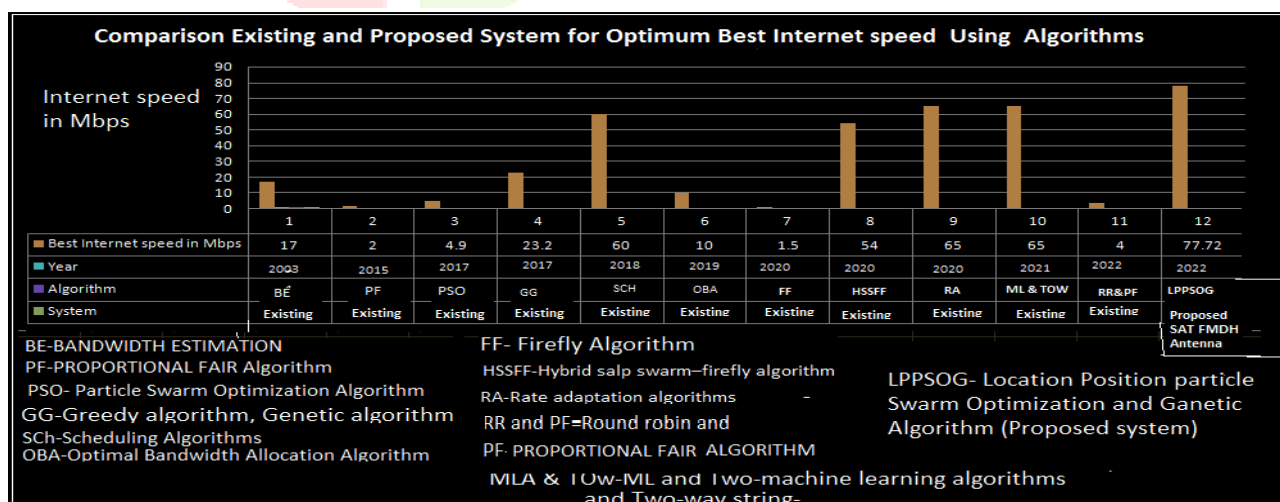 Comparison Existing and Proposed System for Optimum Best Internet speed Using Algorithms
Internet speed
in Mbps
90
80
70
60
50
40
30
20
10
0
1 2 3 4 5 6 7 8 9 10 11 12
Best Internet speed in Mbps 17 2 4.9 23.2 60 10 1.5 54 65 65 4 77.72
Year 2003 2015 2017 2017 2018 2019 2020 2020 2020 2021 2022 2022
Algorithm BE PF PSO GG SCH OBA FF HSSFF RA ML & TOW RR&PF LPPSOG
System Existing Existing Existing Existing Existing Existing Existing Existing Existing Existing Existing Proposed
SAT FMDH
Antenna
BE-BANDWIDTH ESTIMATION
PF-PROPORTIONAL FAIR Algorithm
PSO- Particle Swarm Optimization Algorithm
GG-Greedy algorithm, Genetic algorithm
SCh-Scheduling Algorithms
OBA-Optimal Bandwidth Allocation Algorithm
FF- Firefly Algorithm
HSSFF-Hybrid salp swarm–firefly algorithm
RA-Rate adaptation algorithms -
RR and PF=Round robin and
PF- PROPORTIONAL FAIR ALGORITHM
MLA & TOw-ML and Two-machine learning algorithms
and Two-way string-
LPPSOG- Location Position particle
Swarm Optimization and Ganetic
Algorithm (Proposed system)